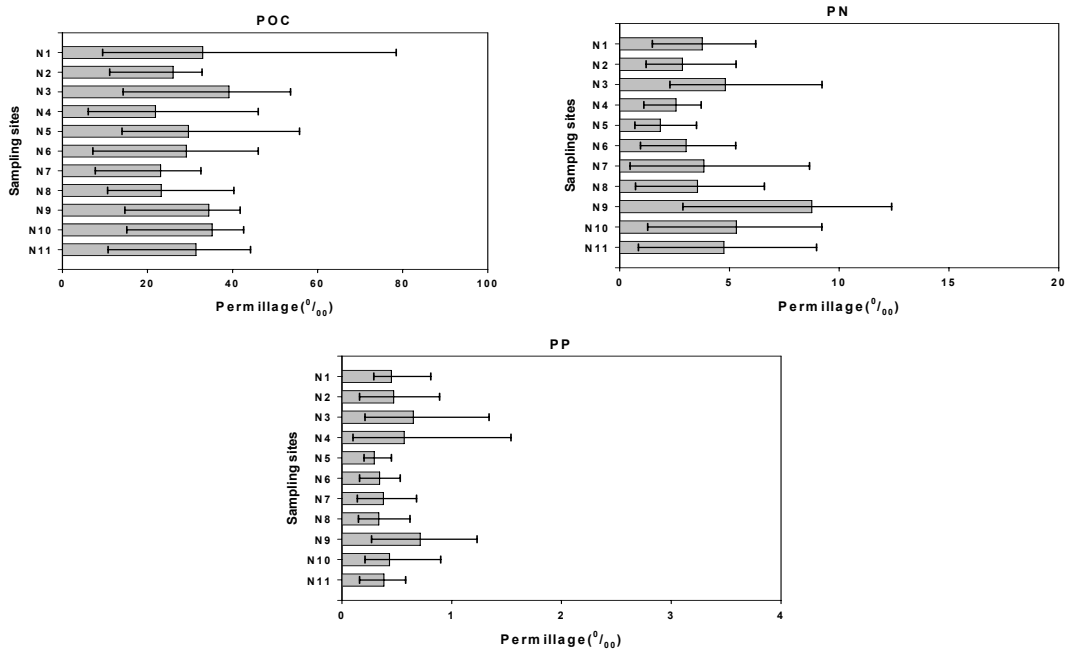 POC
Sampling sites
N1
N2
N3
N4
N5
N6
N7
N8
N9
N10
N11
0 20 40 60 80 100
Permillage(⁰/₀₀)
PN
Sampling sites
N1
N2
N3
N4
N5
N6
N7
N8
N9
N10
N11
0 5 10 15 20
Permillage(⁰/₀₀)
PP
Sampling sites
N1
N2
N3
N4
N5
N6
N7
N8
N9
N10
N11
0 1 2 3 4
Permillage(⁰/₀₀)